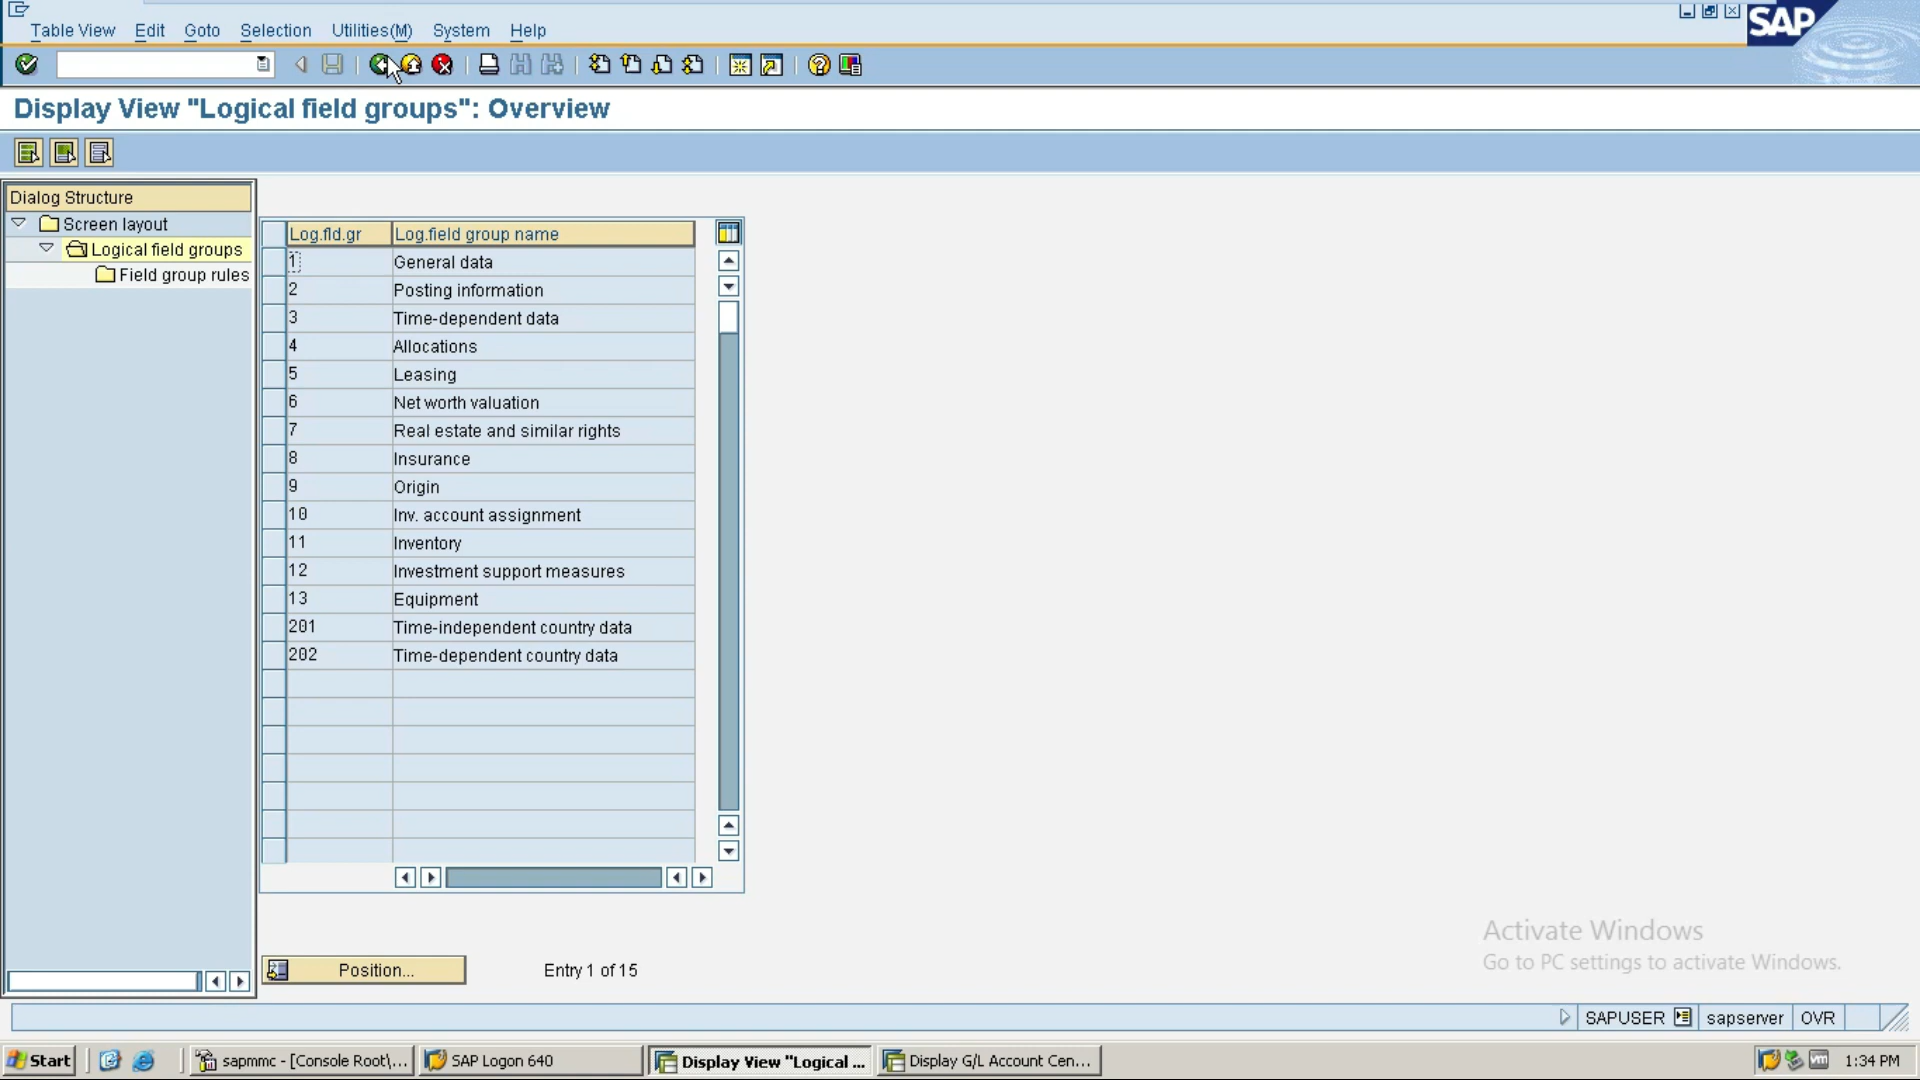 Table View Edit Goto Selection Utilities(M) System Help
SAP
Display View "Logical field groups": Overview
Dialog Structure
Screen layout
Logical field groups
Field group rules
Log.fld.gr Log.field group name
1 General data
2 Posting information
3 Time-dependent data
4 Allocations
5 Leasing
6 Net worth valuation
7 Real estate and similar rights
8 Insurance
9 Origin
10 Inv. account assignment
11 Inventory
12 Investment support measures
13 Equipment
201 Time-independent country data
202 Time-dependent country data
Position... Entry 1 of 15
Activate Windows
Go to PC settings to activate Windows.
SAPUSER sapserver OVR
Start sapmmc - [Console Root\... SAP Logon 640 Display View "Logical ... Display G/L Account Cen... 1:34 PM